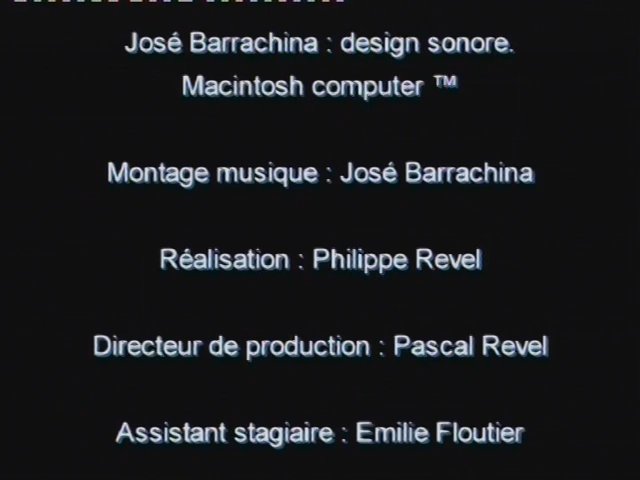 José Barrachina : design sonore.
Macintosh computer ™
Montage musique : José Barrachina
Réalisation : Philippe Revel
Directeur de production : Pascal Revel
Assistant stagiaire : Emilie Floutier